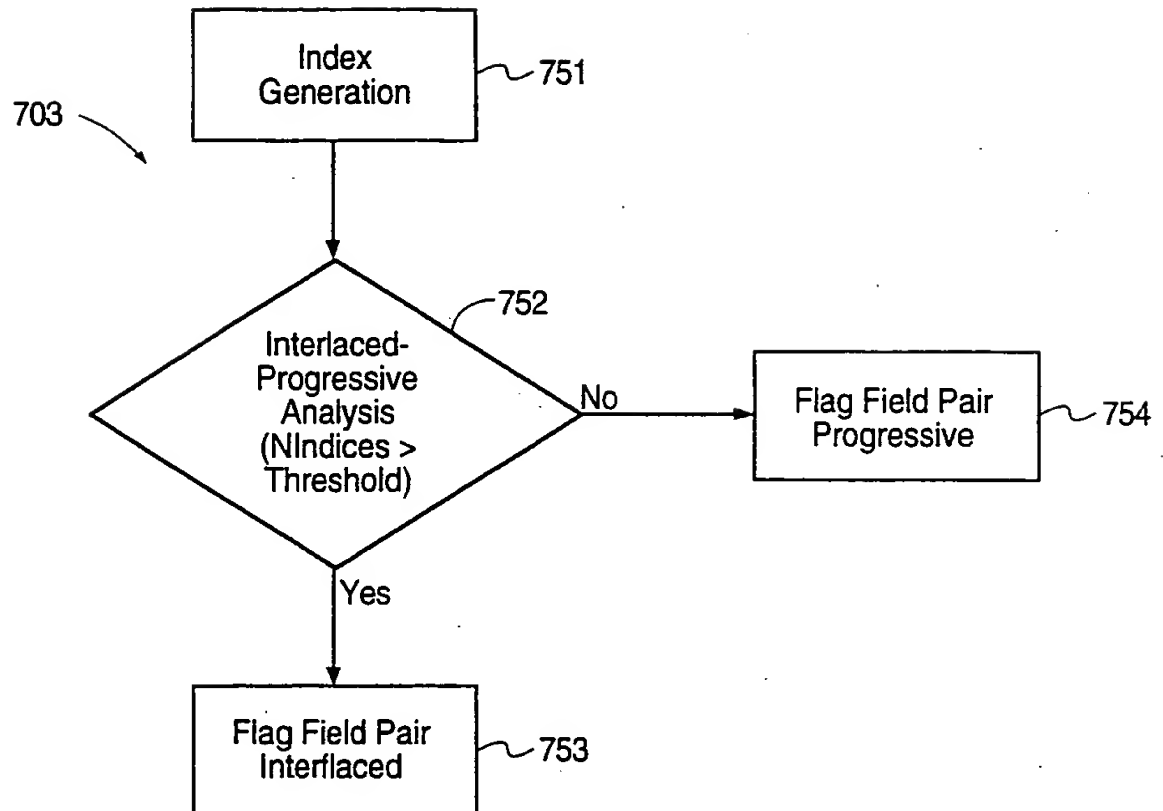 Index
Generation
751
703
752
Interlaced-
Progressive
Analysis
(NIndices >
Threshold)
No
Flag Field Pair
Progressive
754
Yes
Flag Field Pair
Interflaced
753